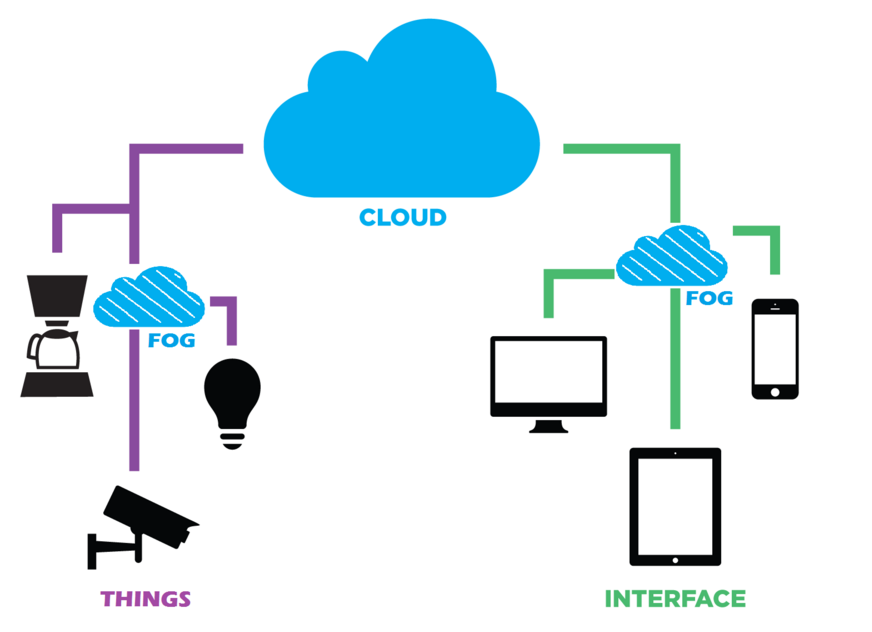 CLOUD
FOG
FOG
THINGS
INTERFACE